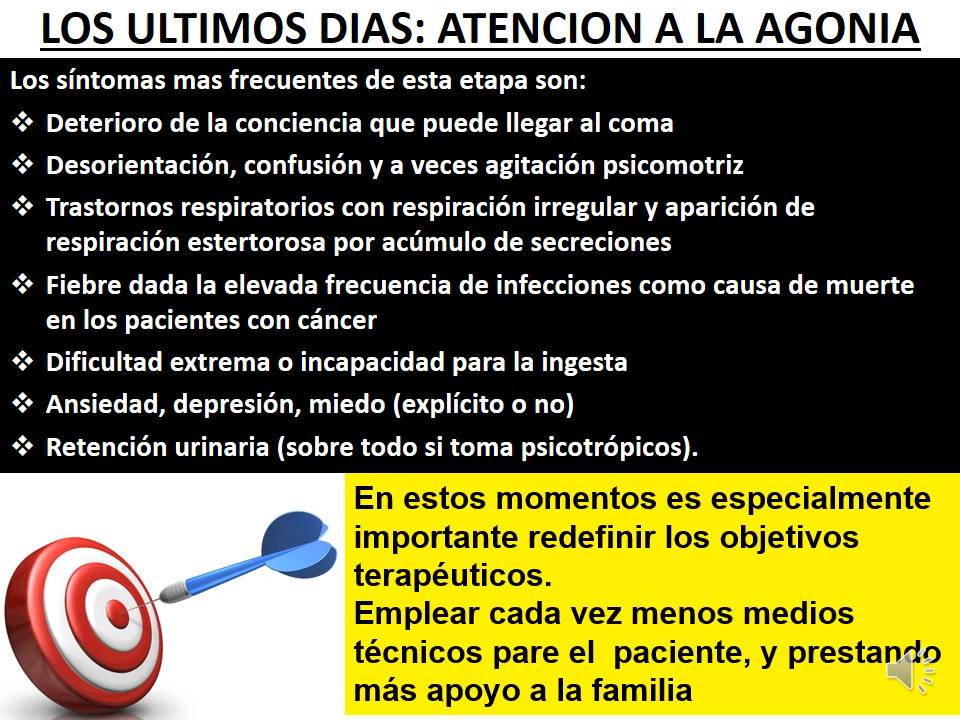 LOS ULTIMOS DIAS: ATENCION A LA AGONIA
Los síntomas mas frecuentes de esta etapa son:
❖ Deterioro de la conciencia que puede llegar al coma
❖ Desorientación, confusión y a veces agitación psicomotriz
❖ Trastornos respiratorios con respiración irregular y aparición de
respiración estertorosa por acúmulo de secreciones
❖ Fiebre dada la elevada frecuencia de infecciones como causa de muerte
en los pacientes con cáncer
❖ Dificultad extrema o incapacidad para la ingesta
❖ Ansiedad, depresión, miedo (explícito o no)
❖ Retención urinaria (sobre todo si toma psicotrópicos).
En estos momentos es especialmente
importante redefinir los objetivos
terapéuticos.
Emplear cada vez menos medios
técnicos pare el  paciente, y prestando
más apoyo a la familia